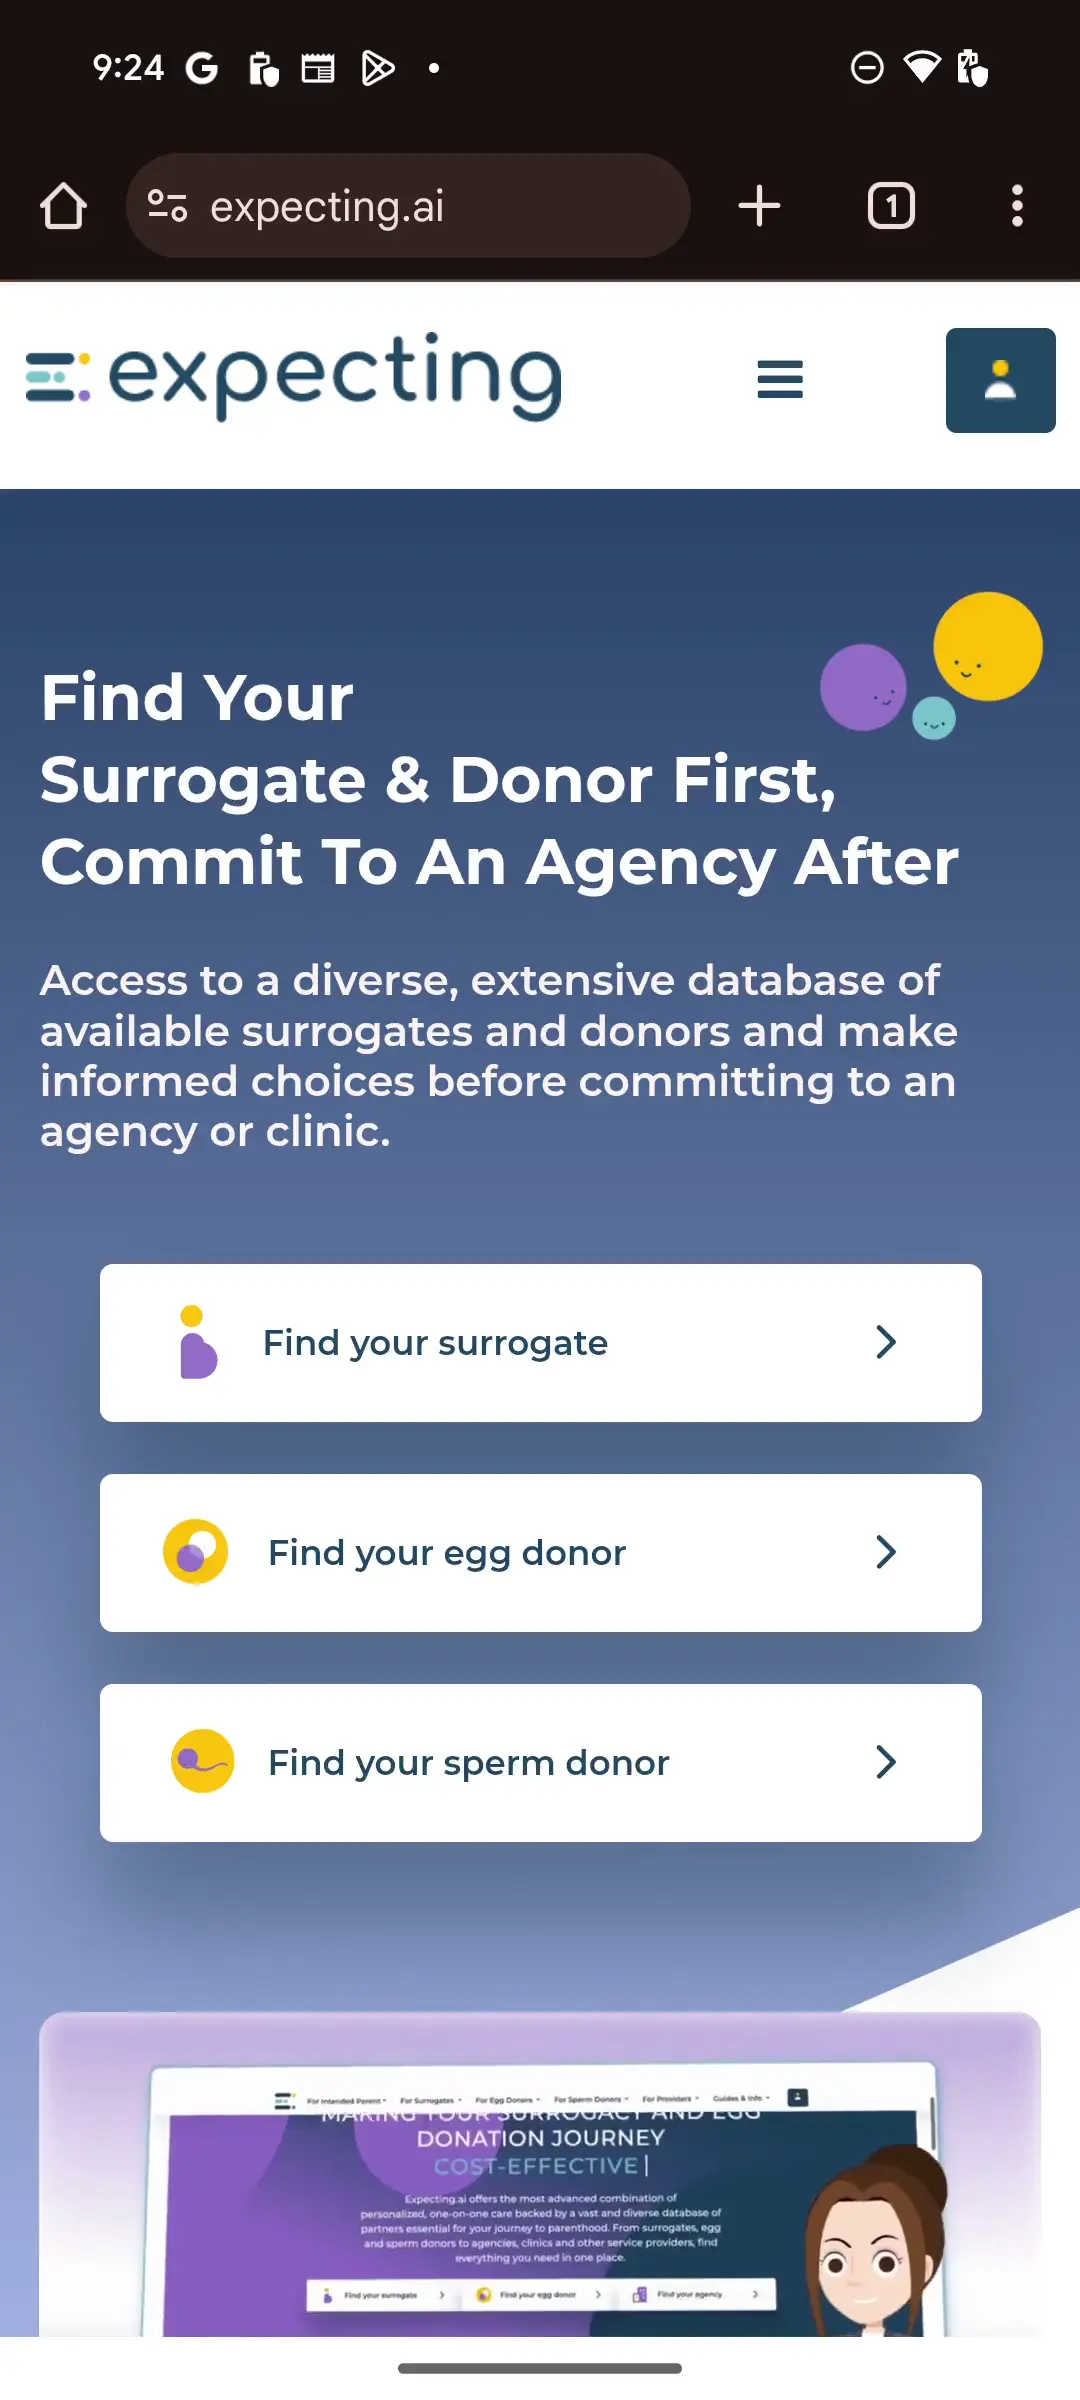 9:24
expecting.ai
1
expecting
Find Your
Surrogate & Donor First,
Commit To An Agency After
Access to a diverse, extensive database of
available surrogates and donors and make
informed choices before committing to an
agency or clinic.
Find your surrogate
Find your egg donor
Find your sperm donor
For Intended Parent For Surrogates For Egg Donors For Sperm Donors For Providers Guides & Info
MAKING YOUR SURROGACY AND EGG
DONATION JOURNEY
COST-EFFECTIVE
Expecting.ai offers the most advanced combination of
personalized, one-on-one care backed by a vast and diverse database of
partners essential for your journey to parenthood. From surrogates, egg
and sperm donors to agencies, clinics and other service providers, find
everything you need in one place.
Find your surrogate Find your egg donor Find your agency